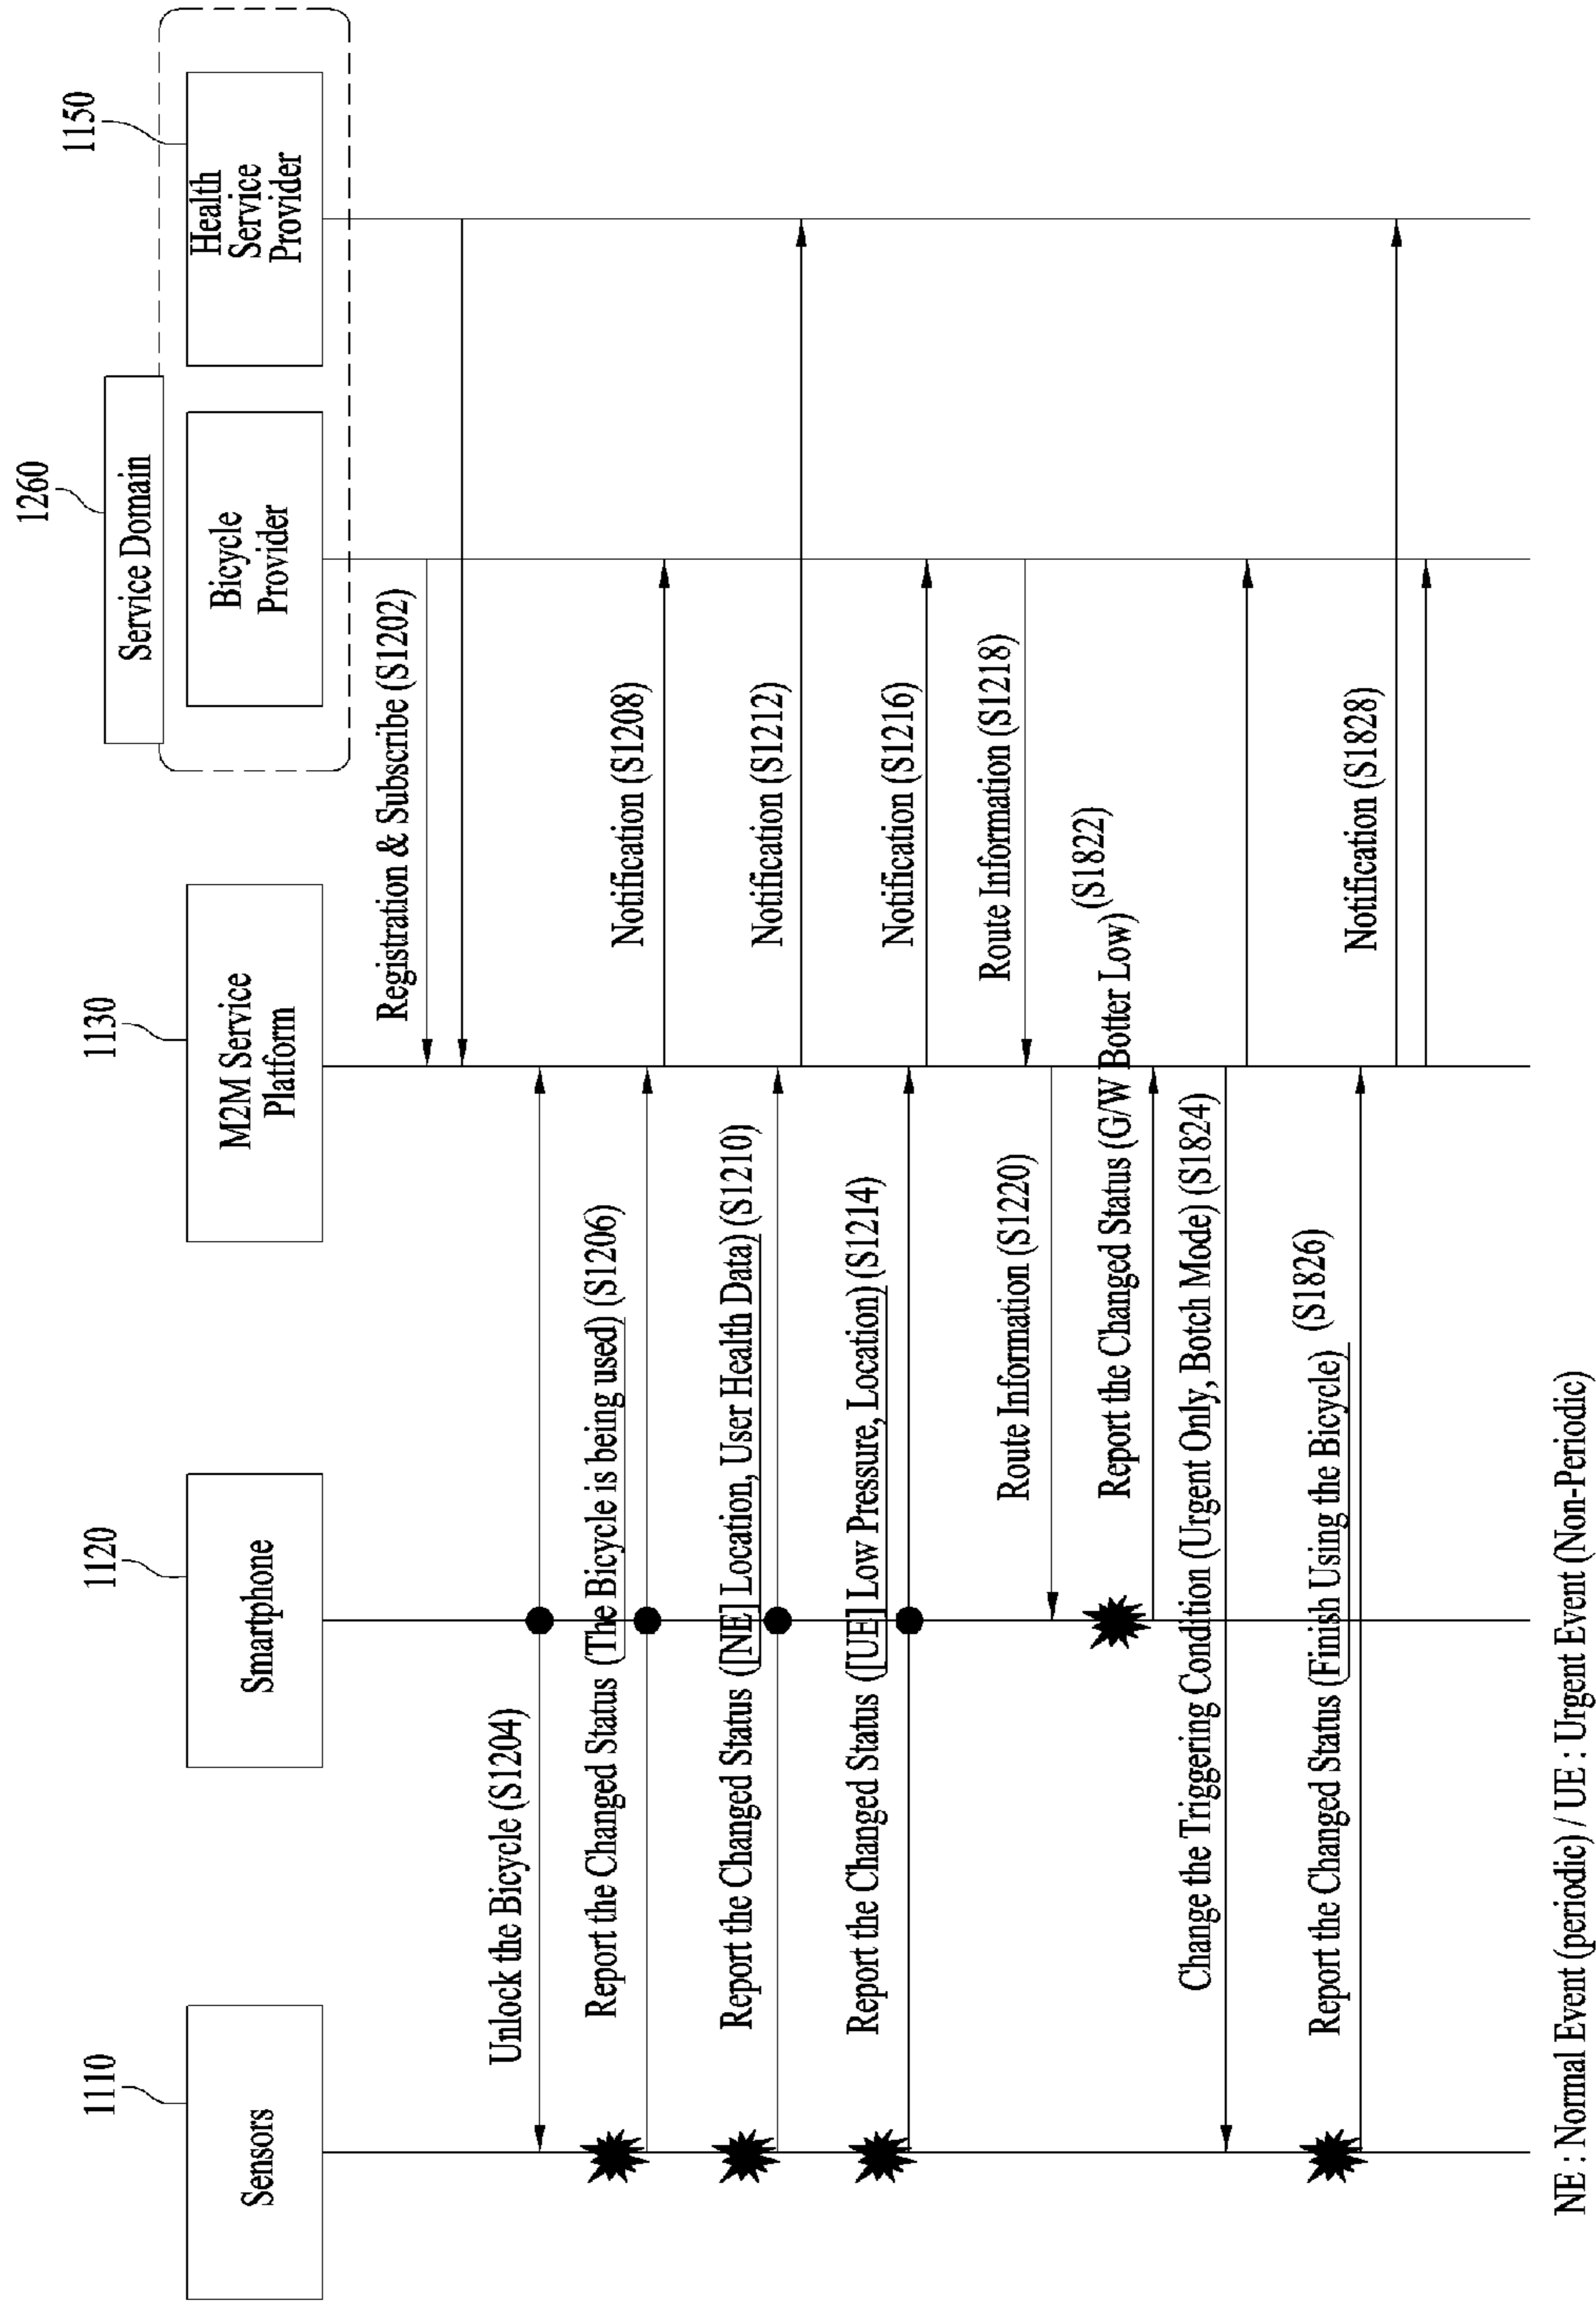 1260
Service Domain
1110
1120
1130
1150
Sensors
Smartphone
M2M Service
Platform
Bicycle
Provider
Health
Service
Provider
Registration & Subscribe (S1202)
Unlock the Bicycle (S1204)
Report the Changed Status (The Bicycle is being used) (S1206)
Notification (S1208)
Report the Changed Status ([NE] Location, User Health Data) (S1210)
Notification (S1212)
Report the Changed Status ([UE] Low Pressure, Location) (S1214)
Notification (S1216)
Route Information (S1218)
Route Information (S1220)
Report the Changed Status (G/W Botter Low) (S1822)
Change the Triggering Condition (Urgent Only, Botch Mode) (S1824)
Report the Changed Status (Finish Using the Bicycle) (S1826)
Notification (S1828)
NE : Normal Event (periodic) / UE : Urgent Event (Non-Periodic)